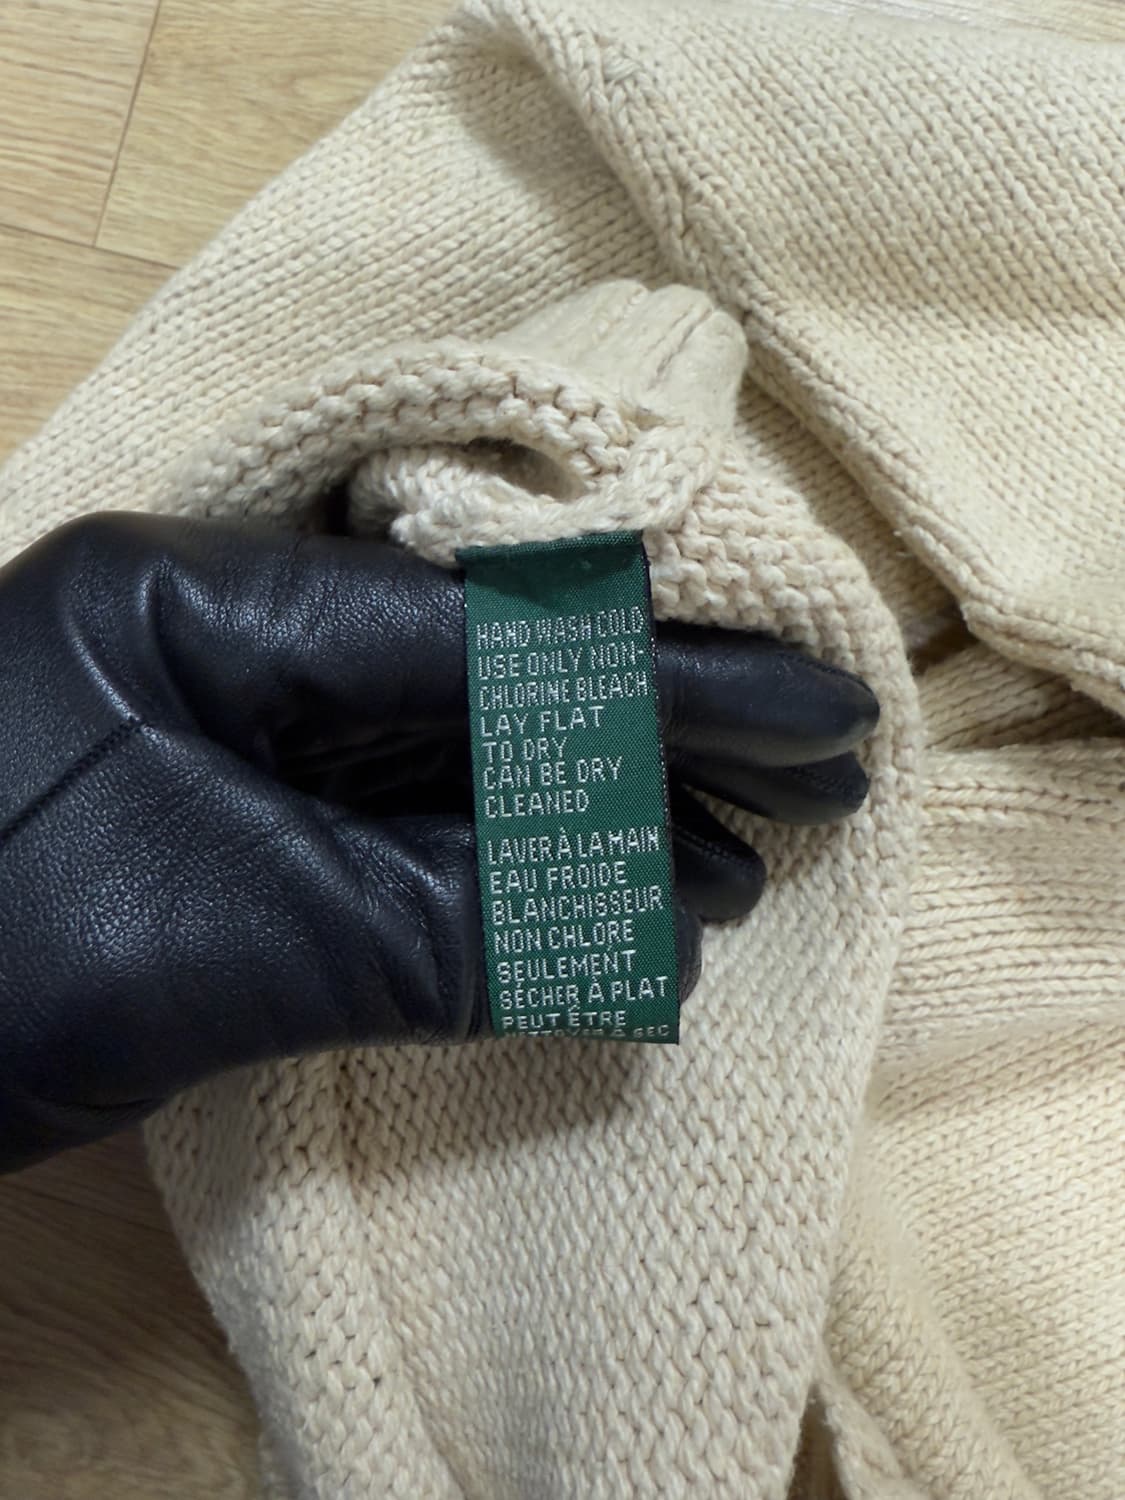 HAND WASH COLD
USE ONLY NON-
CHLORINE BLEACH
LAY FLAT
TO DRY
CAN BE DRY
CLEANED
LAVER À LA MAIN
EAU FROIDE
BLANCHISSEUR
NON CHLORE
SEULEMENT
SÉCHER À PLAT
PEUT ÊTRE
À SEC